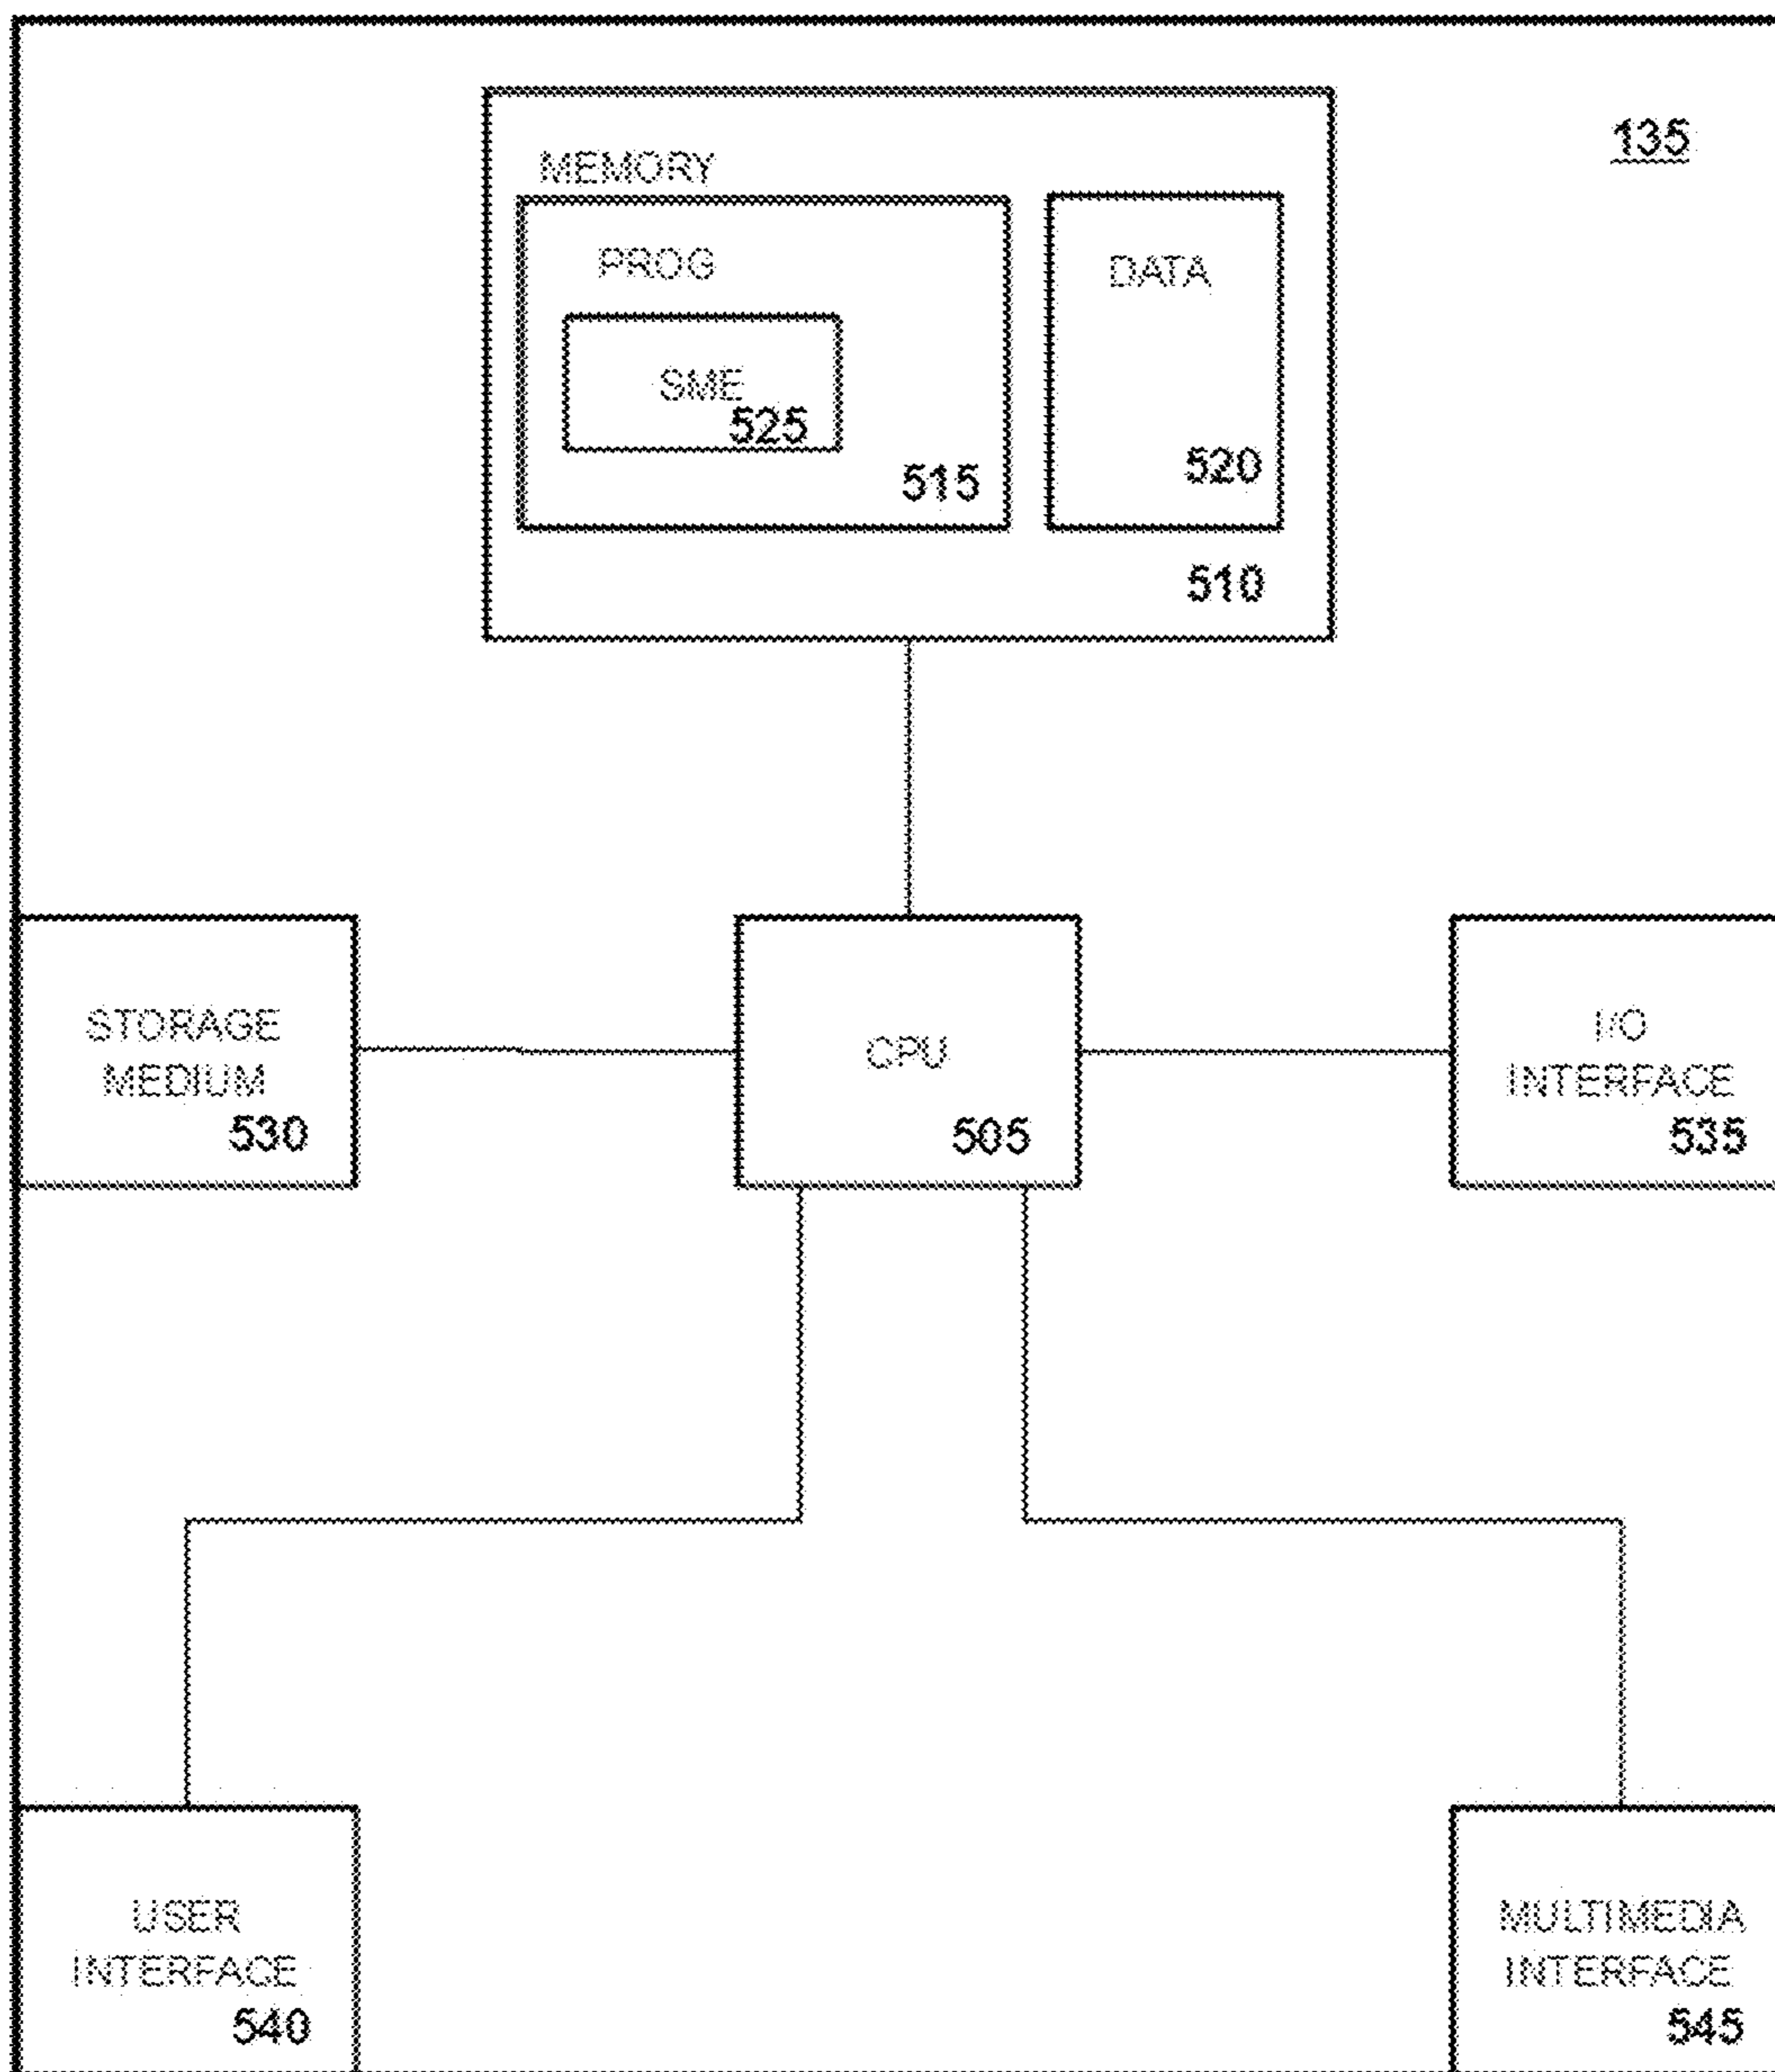 135
MEMORY
PROG
DATA
SME
525
515
520
510
STORAGE
MEDIUM
530
CPU
505
I/O
INTERFACE
535
USER
INTERFACE
540
MULTIMEDIA
INTERFACE
545